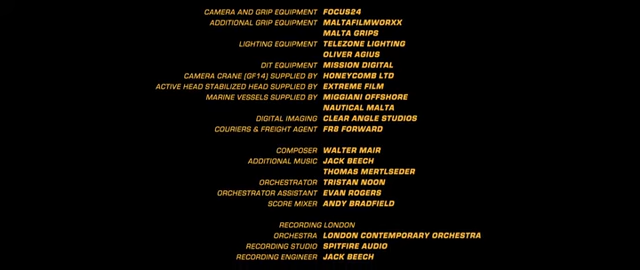 CAMERA AND GRIP EQUIPMENT FOCUS24
ADDITIONAL GRIP EQUIPMENT MALTAFILMWORXX
MALTA GRIPS
LIGHTING EQUIPMENT TELEZONE LIGHTING
OLIVER AGIUS
DIT EQUIPMENT MISSION DIGITAL
CAMERA CRANE (GF14) SUPPLIED BY HONEYCOMB LTD
ACTIVE HEAD STABILIZED HEAD SUPPLIED BY EXTREME FILM
MARINE VESSELS SUPPLIED BY MIGGIANI OFFSHORE
NAUTICAL MALTA
DIGITAL IMAGING CLEAR ANGLE STUDIOS
COURIERS & FREIGHT AGENT FR8 FORWARD
COMPOSER WALTER MAIR
ADDITIONAL MUSIC JACK BEECH
THOMAS MERTLSEDER
ORCHESTRATOR TRISTAN NOON
ORCHESTRATOR ASSISTANT EVAN ROGERS
SCORE MIXER ANDY BRADFIELD
RECORDING LONDON
ORCHESTRA LONDON CONTEMPORARY ORCHESTRA
RECORDING STUDIO SPITFIRE AUDIO
RECORDING ENGINEER JACK BEECH